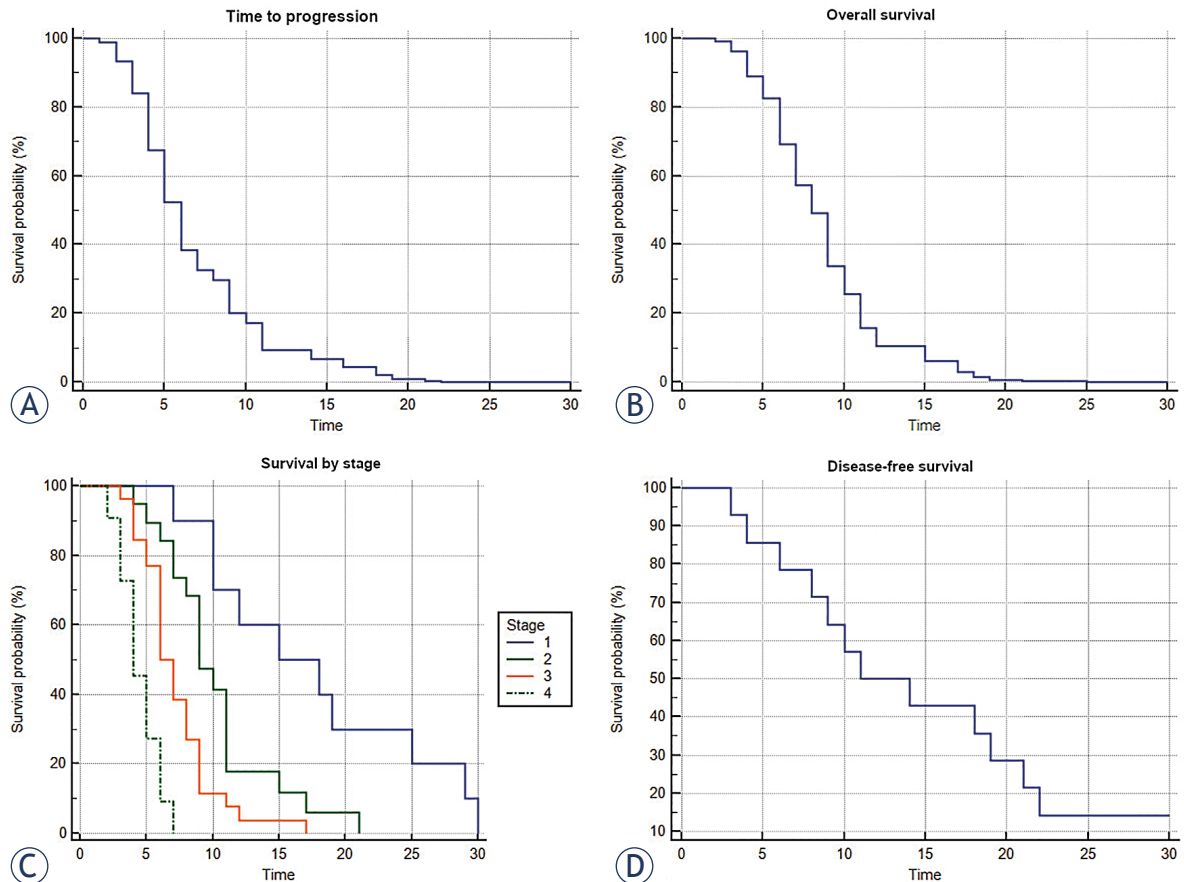 Time to progression
Survival probability (%)
100
80
60
40
20
0
0 5 10 15 20 25 30
Time
A
Overall survival
Survival probability (%)
100
80
60
40
20
0
0 5 10 15 20 25 30
Time
B
Survival by stage
Survival probability (%)
100
80
60
40
20
0
0 5 10 15 20 25 30
Time
Stage
1
2
3
4
C
Disease-free survival
Survival probability (%)
100
90
80
70
60
50
40
30
20
10
0 5 10 15 20 25 30
Time
D